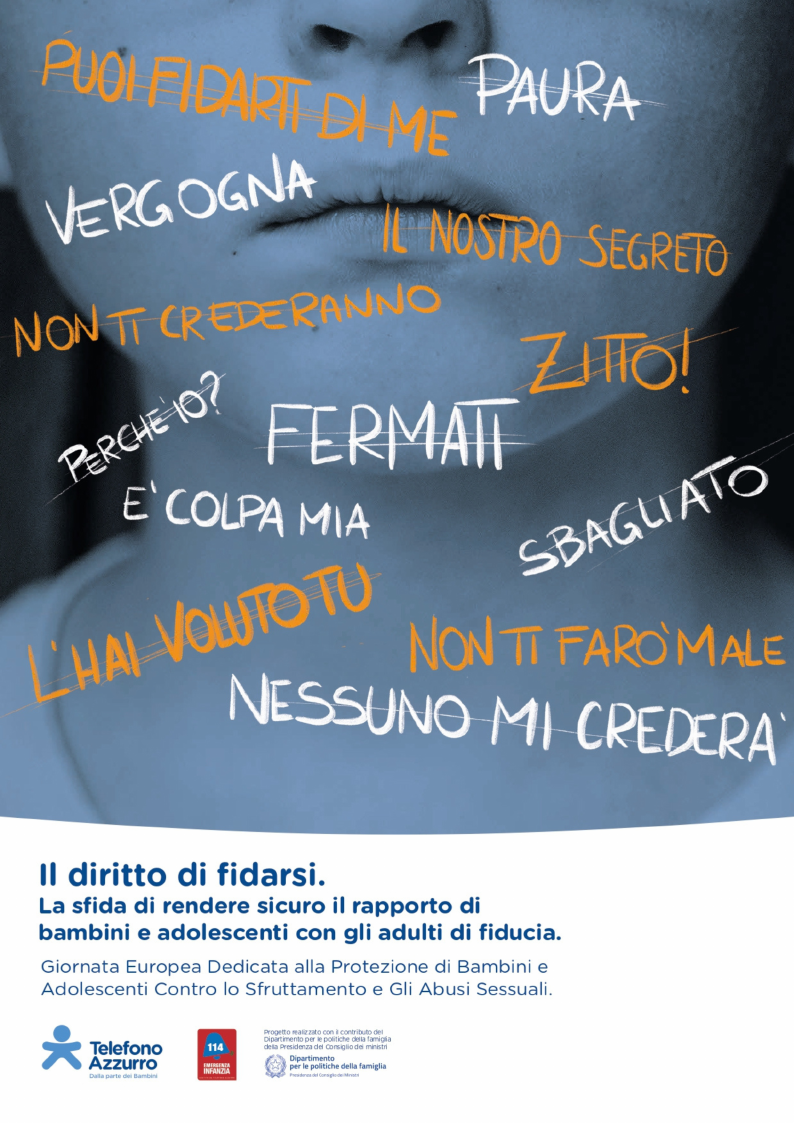 PUOI FIDARTI DI ME
PAURA
VERGOGNA
IL NOSTRO SEGRETO
NON TI CREDERANNO
ZITTO!
PERCHE' IO?
FERMATI
E' COLPA MIA
SBAGLIATO
L'HAI VOLUTO TU
NON TI FARO' MALE
NESSUNO MI CREDERA'
Il diritto di fidarsi.
La sfida di rendere sicuro il rapporto di
bambini e adolescenti con gli adulti di fiducia.
Giornata Europea Dedicata alla Protezione di Bambini e
Adolescenti Contro lo Sfruttamento e Gli Abusi Sessuali.
Telefono
Azzurro
Dalla parte dei Bambini
114
EMERGENZA
INFANZIA
Progetto realizzato con il contributo del
Dipartimento per le politiche della famiglia
della Presidenza del Consiglio dei ministri
Dipartimento
per le politiche della famiglia
Presidenza del Consiglio dei Ministri